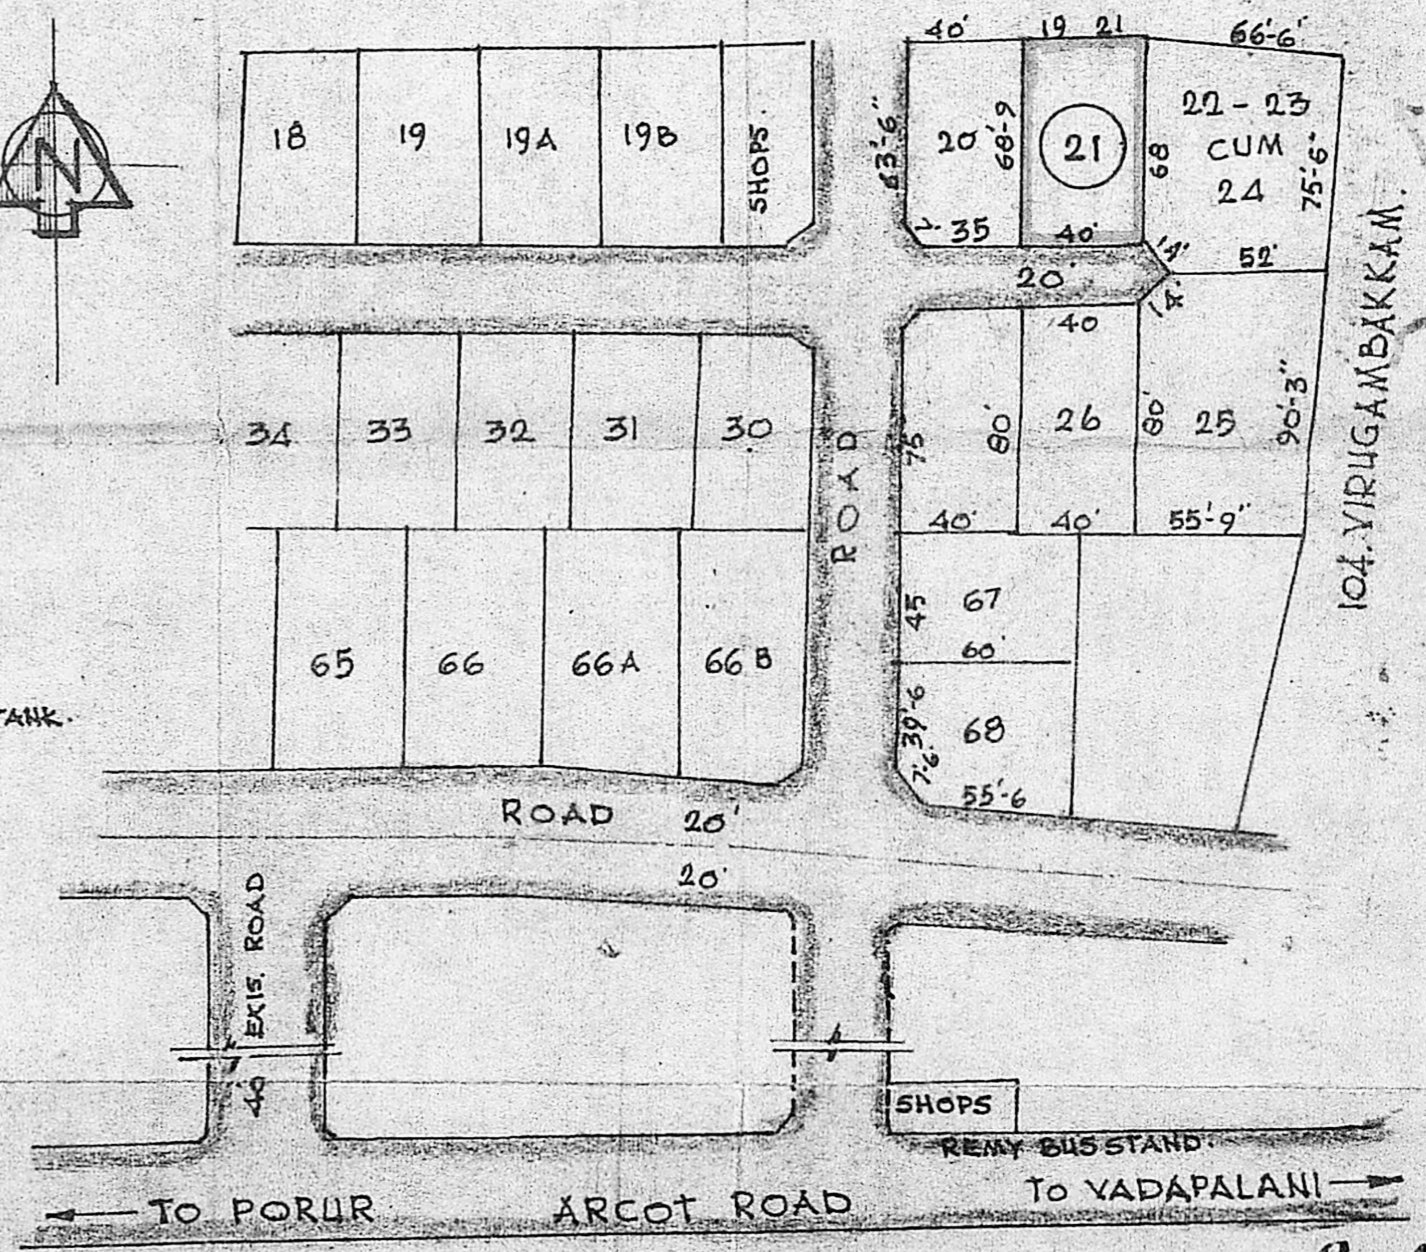 40' 19 21 66'-6"
N
18 19 19A 19B SHOPS.
63'-6" 20 68'-9 21 68 22-23
CUM
24 75'-6"
35 40' 4' 52'
20'
4'
104. VIRUGAMBAKKAM.
40
34 33 32 31 30
ROAD
75 80' 26 80' 25 90'-3"
40' 40' 55'-9"
45 67
60'
65 66 66A 66B
TANK.
39'-6 68
7'-6
55'-6
ROAD 20'
20'
40' EXIS. ROAD
SHOPS
REMY BUS STAND.
TO PORUR ARCOT ROAD TO VADAPALANI